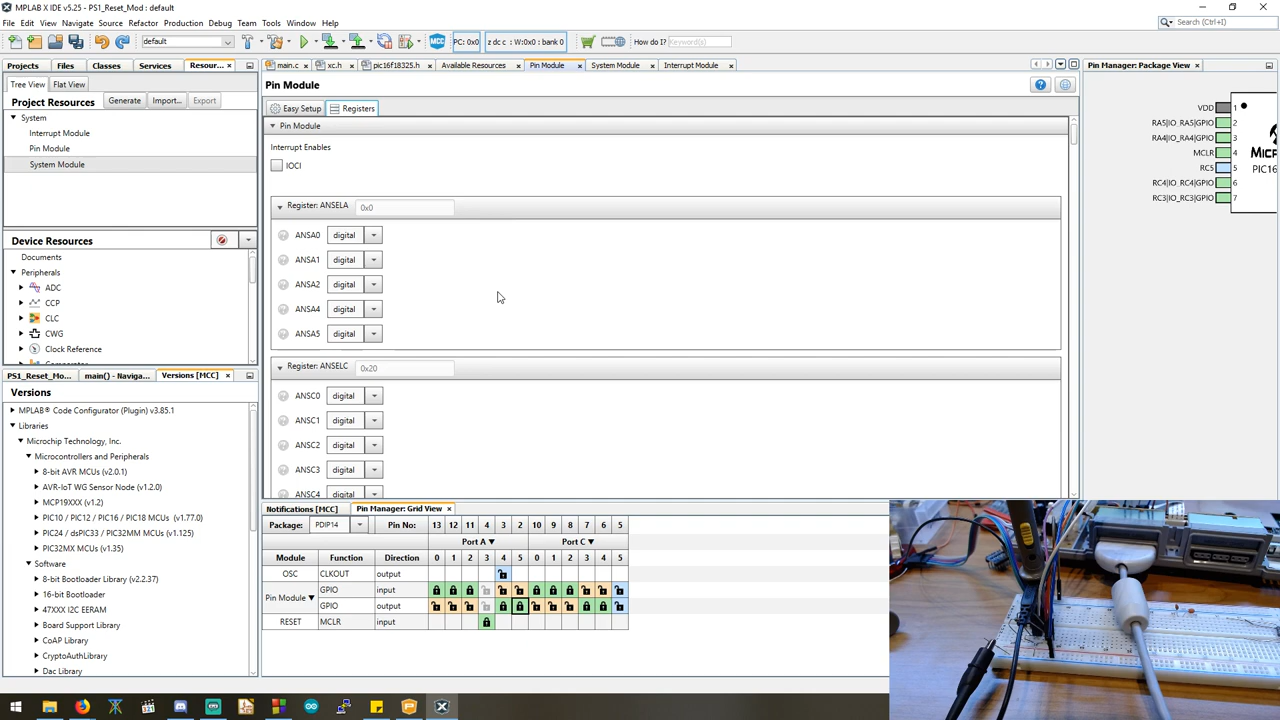 MPLAB X IDE v5.25 - PS1_Reset_Mod : default
File Edit View Navigate Source Refactor Production Debug Team Tools Window Help
Search (Ctrl+I)
default
PC: 0x0
z dc c : W:0x0 : bank 0
How do I?
Keyword(s)
Projects Files Classes Services Resour...
Tree View Flat View
Project Resources Generate Import... Export
System
Interrupt Module
Pin Module
System Module
Device Resources
Documents
Peripherals
ADC
CCP
CLC
CWG
Clock Reference
PS1_Reset_Mo... main() - Naviga... Versions [MCC]
Versions
MPLAB® Code Configurator (Plugin) v3.85.1
Libraries
Microchip Technology, Inc.
Microcontrollers and Peripherals
8-bit AVR MCUs (v2.0.1)
AVR-IoT WG Sensor Node (v1.2.0)
MCP19XXX (v1.2)
PIC10 / PIC12 / PIC16 / PIC18 MCUs (v1.77.0)
PIC24 / dsPIC33 / PIC32MM MCUs (v1.125)
PIC32MX MCUs (v1.35)
Software
8-bit Bootloader Library (v2.2.37)
16-bit Bootloader
47XXX I2C EERAM
Board Support Library
CoAP Library
CryptoAuthLibrary
Dac Library
main.c xc.h pic16f18325.h Available Resources Pin Module System Module Interrupt Module
Pin Module
Easy Setup Registers
Pin Module
Interrupt Enables
IOCI
Register: ANSELA 0x0
ANSA0 digital
ANSA1 digital
ANSA2 digital
ANSA4 digital
ANSA5 digital
Register: ANSELC 0x20
ANSC0 digital
ANSC1 digital
ANSC2 digital
ANSC3 digital
ANSC4 digital
Notifications [MCC] Pin Manager: Grid View
Package: PDIP14 Pin No: 13 12 11 4 3 2 10 9 8 7 6 5
Port A ▼ Port C ▼
Module Function Direction 0 1 2 3 4 5 0 1 2 3 4 5
OSC CLKOUT output
Pin Module ▼ GPIO input
GPIO output
RESET MCLR input
Pin Manager: Package View
VDD 1
RA5|IO_RA5|GPIO 2
RA4|IO_RA4|GPIO 3
MCLR 4
RC5 5
RC4|IO_RC4|GPIO 6
RC3|IO_RC3|GPIO 7
PIC16